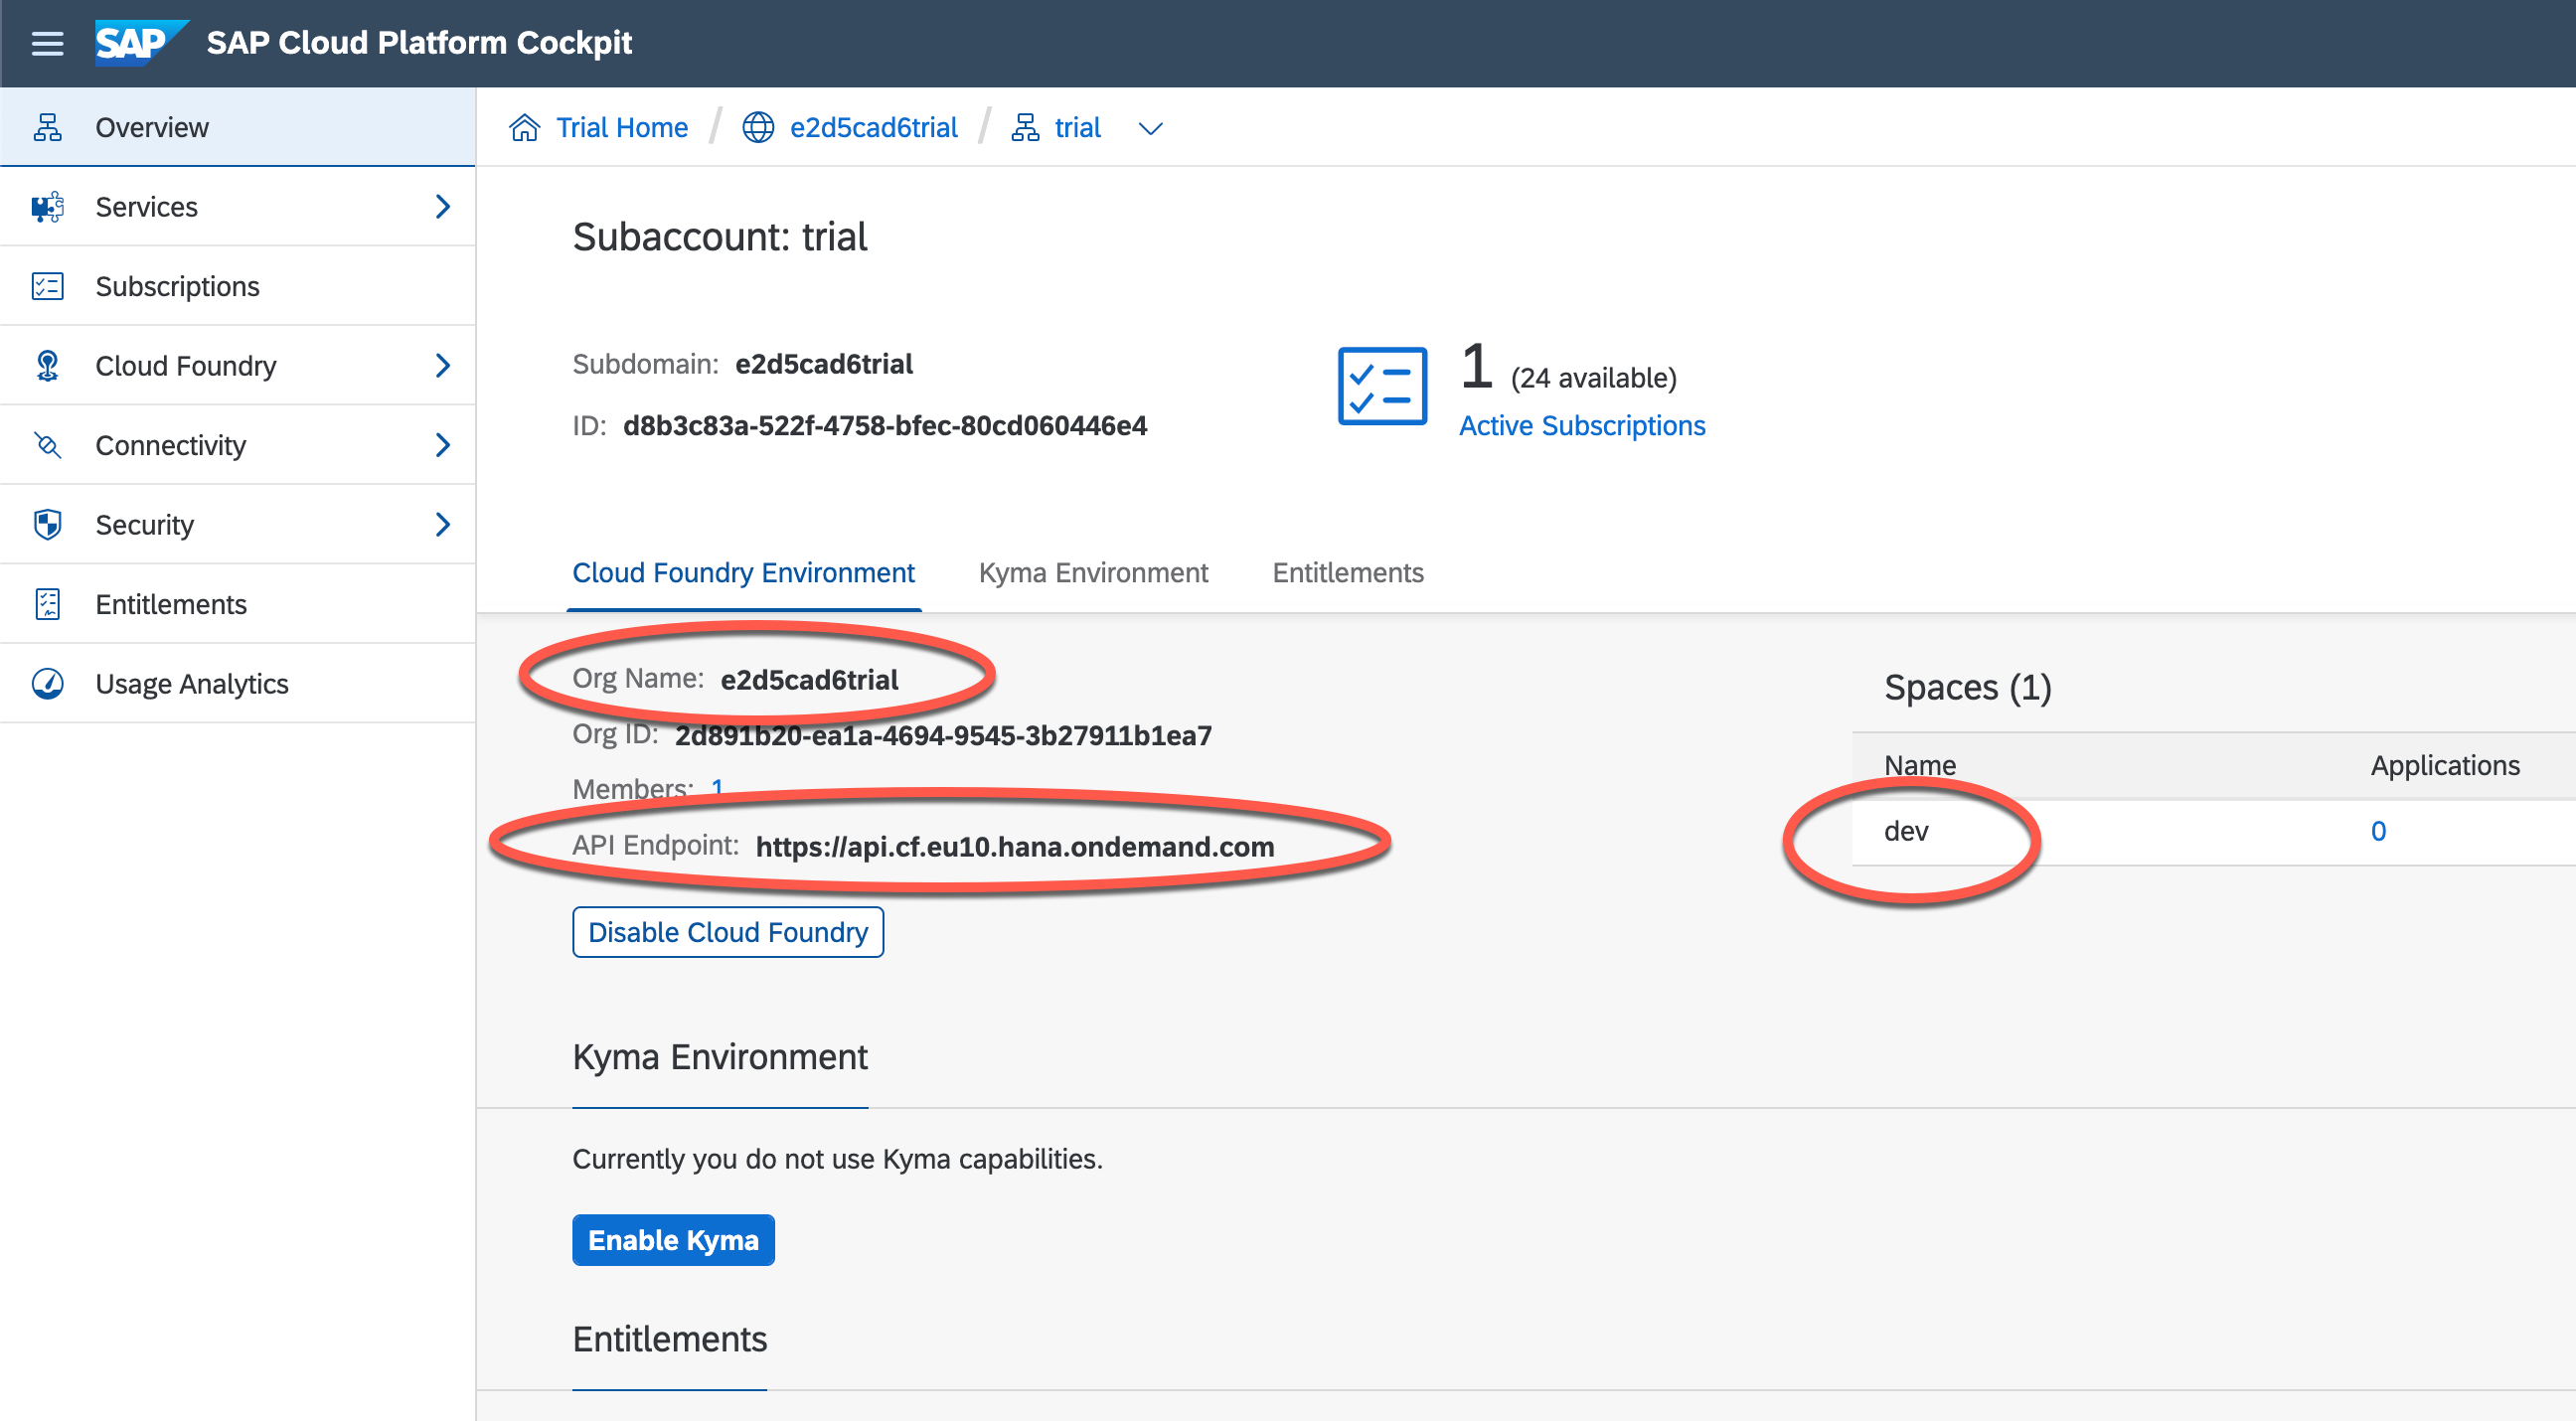 SAP SAP Cloud Platform Cockpit
Overview
Services
Subscriptions
Cloud Foundry
Connectivity
Security
Entitlements
Usage Analytics
Trial Home / e2d5cad6trial / trial
Subaccount: trial
Subdomain: e2d5cad6trial
ID: d8b3c83a-522f-4758-bfec-80cd060446e4
1 (24 available)
Active Subscriptions
Cloud Foundry Environment Kyma Environment Entitlements
Org Name: e2d5cad6trial
Org ID: 2d891b20-ea1a-4694-9545-3b27911b1ea7
Members: 1
API Endpoint: https://api.cf.eu10.hana.ondemand.com
Disable Cloud Foundry
Spaces (1)
Name Applications
dev 0
Kyma Environment
Currently you do not use Kyma capabilities.
Enable Kyma
Entitlements